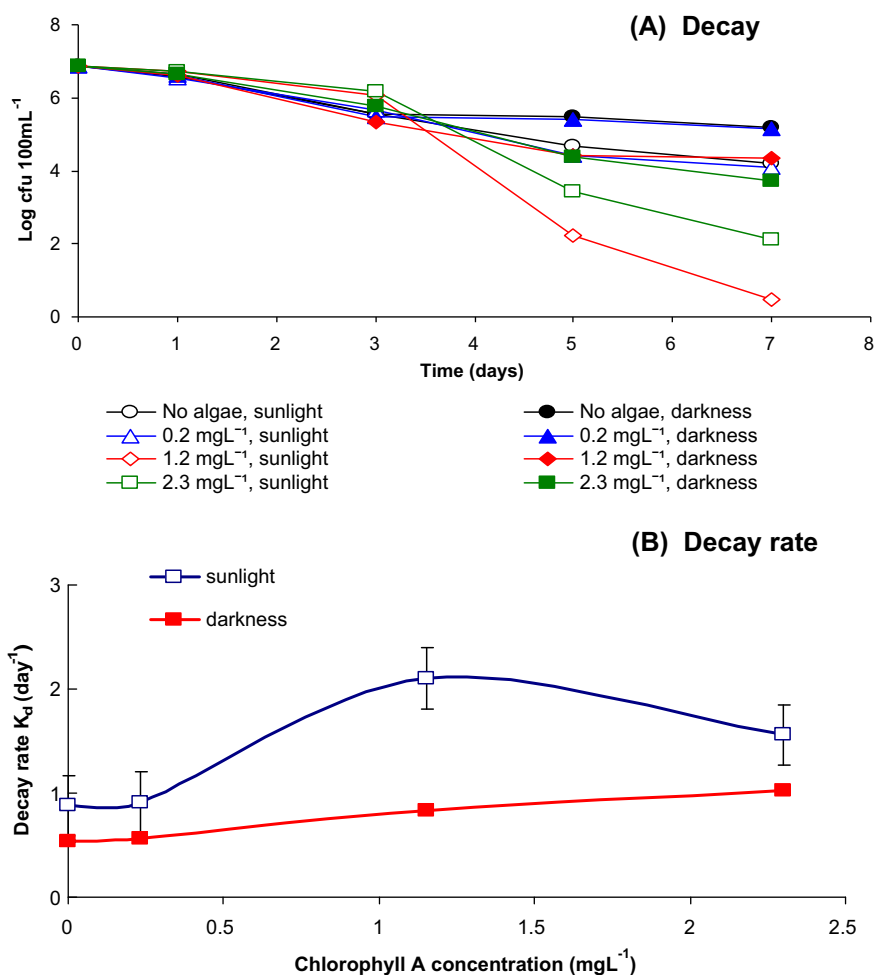 (A) Decay
8
6
4
2
0
Log cfu 100mL⁻¹
0 1 2 3 4 5 6 7 8
Time (days)
No algae, sunlight
No algae, darkness
0.2 mgL⁻¹, sunlight
0.2 mgL⁻¹, darkness
1.2 mgL⁻¹, sunlight
1.2 mgL⁻¹, darkness
2.3 mgL⁻¹, sunlight
2.3 mgL⁻¹, darkness
(B) Decay rate
sunlight
darkness
3
2
1
0
Decay rate K_d (day⁻¹)
0 0.5 1 1.5 2 2.5
Chlorophyll A concentration (mgL⁻¹)